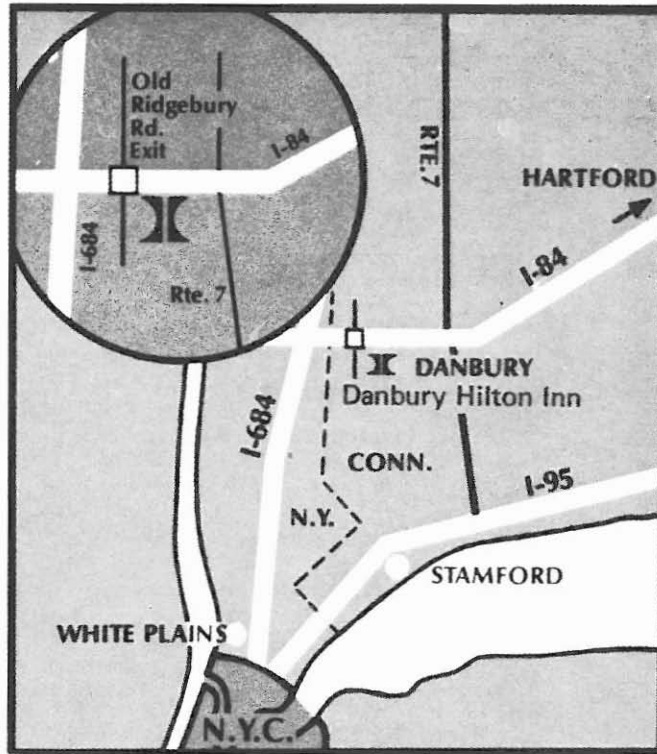 Old
Ridgebury
Rd.
Exit
I-84
I-684
Rte. 7
RTE.7
HARTFORD
I-84
DANBURY
Danbury Hilton Inn
I-684
CONN.
I-95
N.Y.
STAMFORD
WHITE PLAINS
N.Y.C.